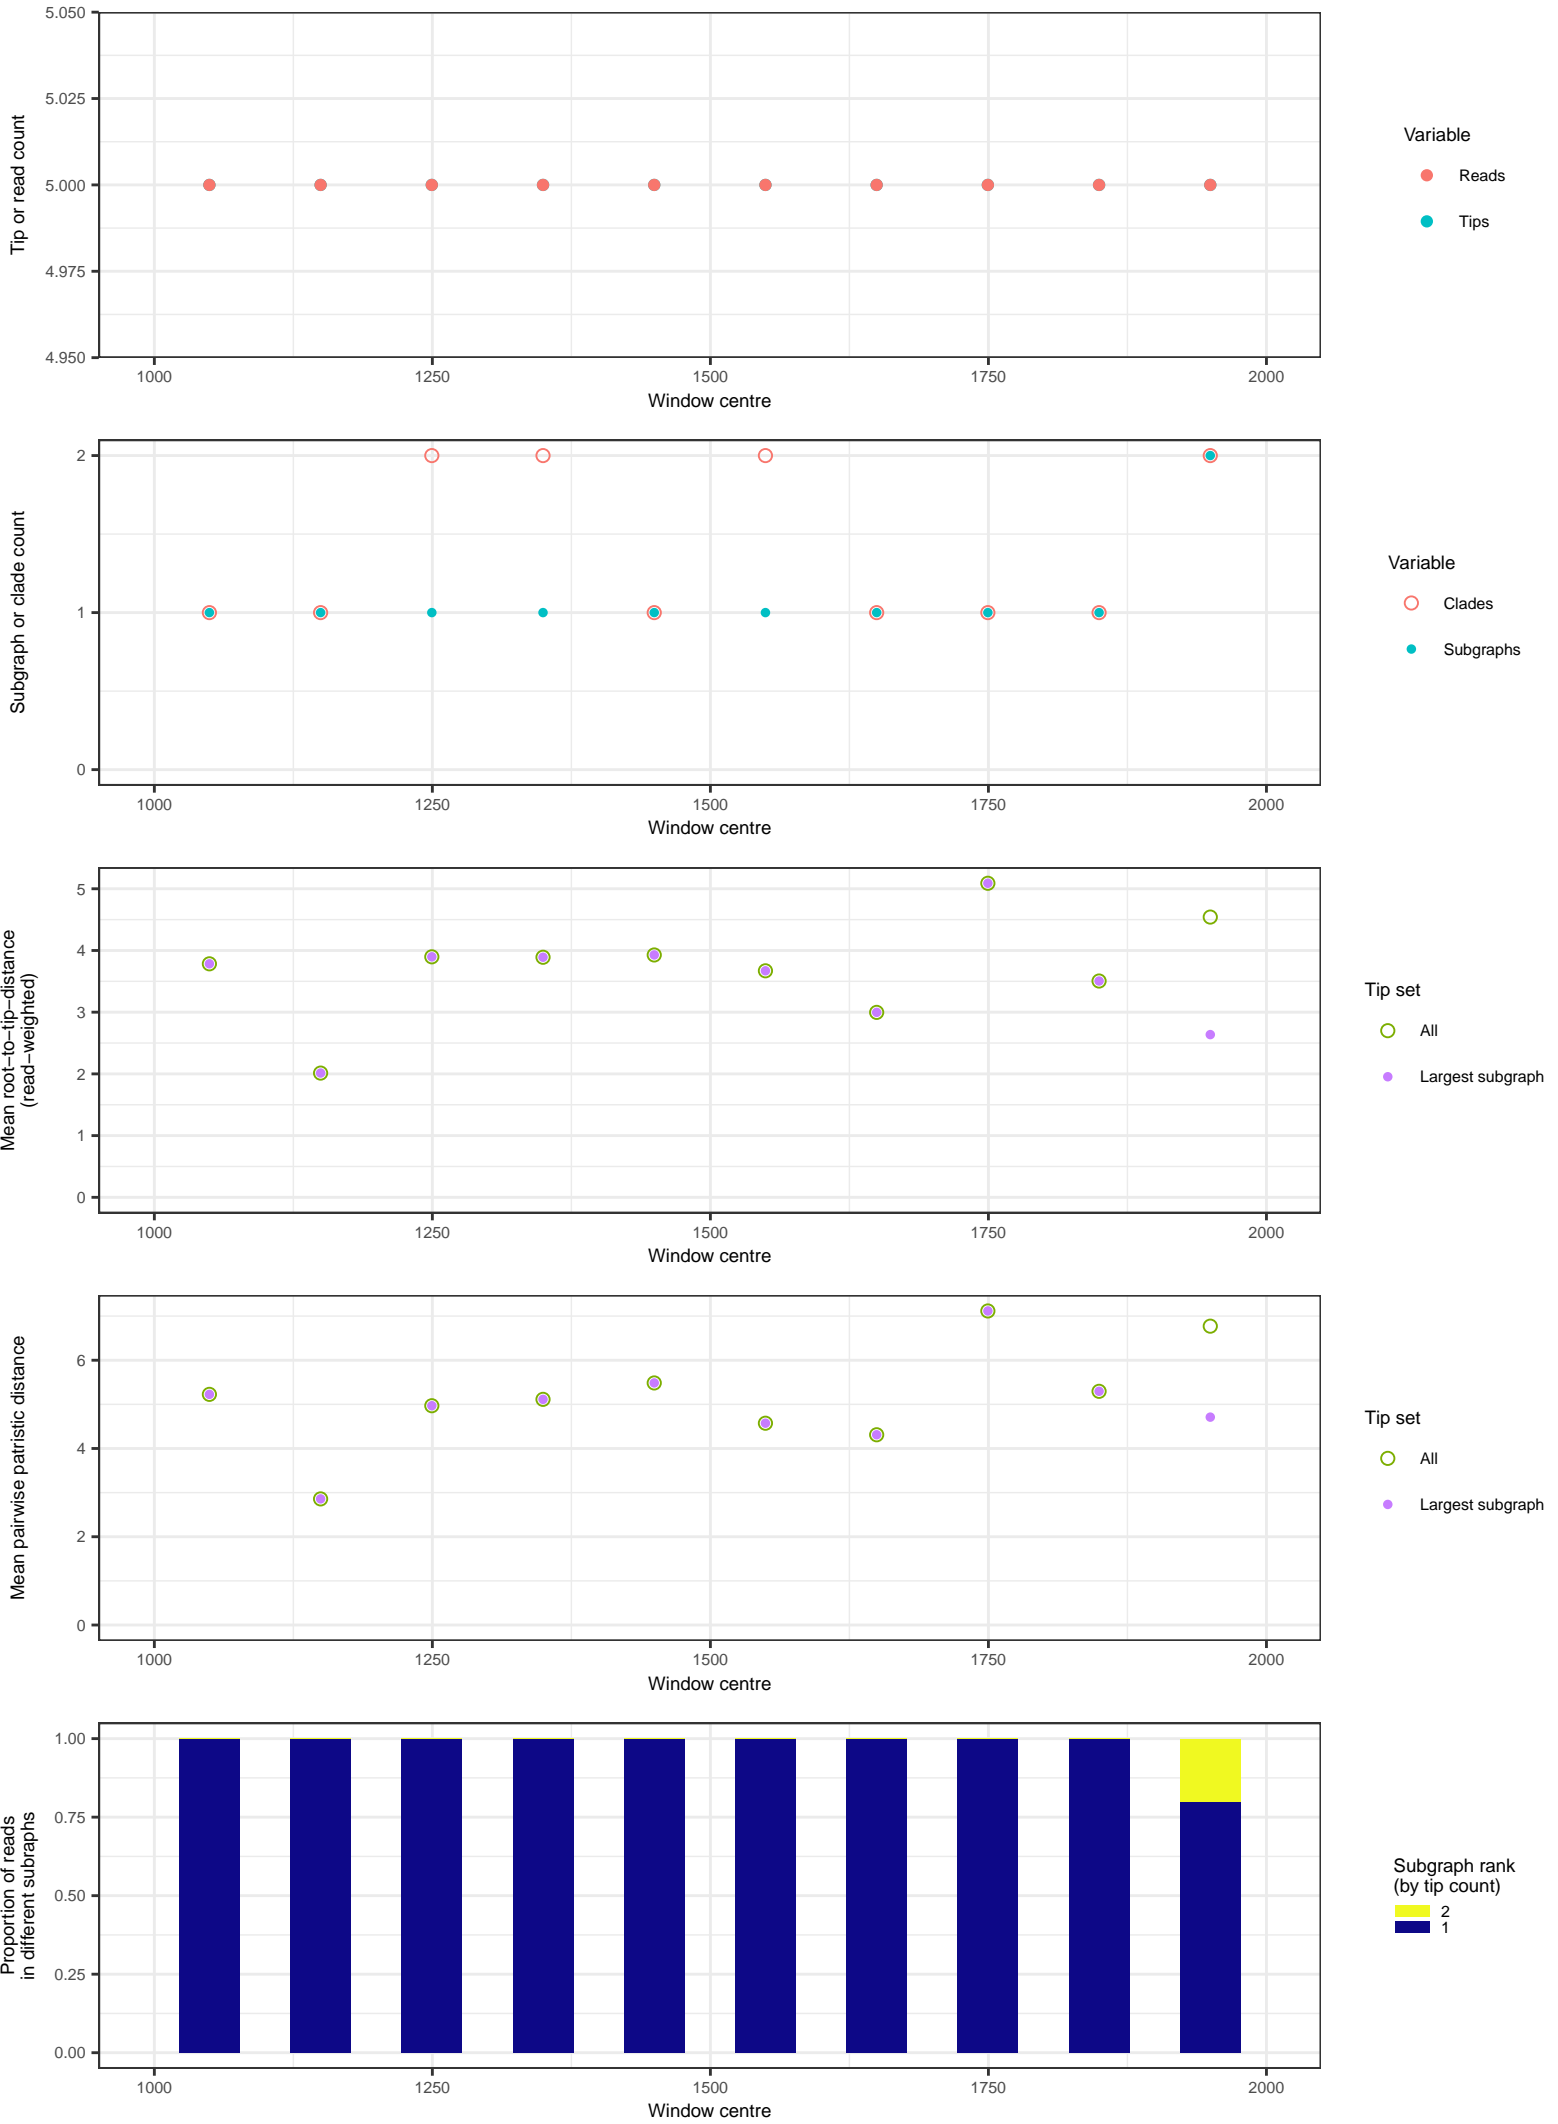 5.050
5.025
5.000
4.975
4.950
Tip or read count
1000 1250 1500 1750 2000
Window centre
Variable
Reads
Tips
2
1
0
Subgraph or clade count
1000 1250 1500 1750 2000
Window centre
Variable
Clades
Subgraphs
5
4
3
2
1
0
Mean root−to−tip−distance
(read−weighted)
1000 1250 1500 1750 2000
Window centre
Tip set
All
Largest subgraph
6
4
2
0
Mean pairwise patristic distance
1000 1250 1500 1750 2000
Window centre
Tip set
All
Largest subgraph
1.00
0.75
0.50
0.25
0.00
Proportion of reads
in different subraphs
1000 1250 1500 1750 2000
Window centre
Subgraph rank
(by tip count)
2
1